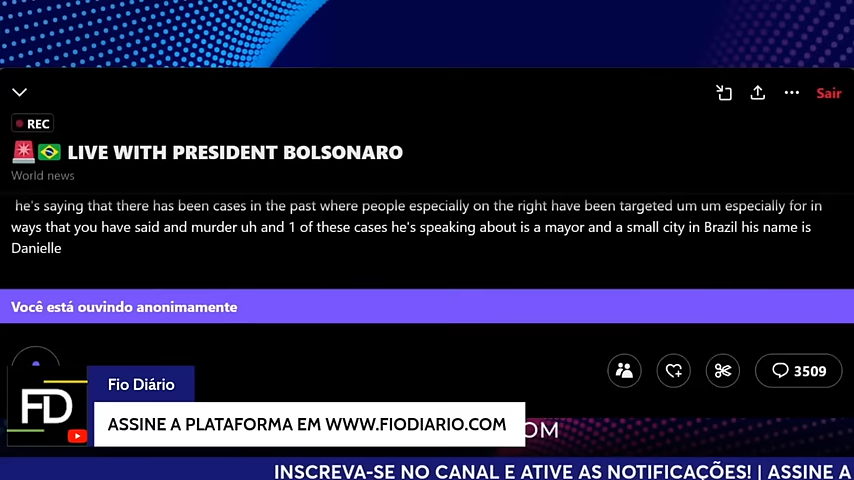 Sair
REC
LIVE WITH PRESIDENT BOLSONARO
World news
he's saying that there has been cases in the past where people especially on the right have been targeted um um especially for in
ways that you have said and murder uh and 1 of these cases he's speaking about is a mayor and a small city in Brazil his name is
Danielle
Você está ouvindo anonimamente
3509
FD
Fio Diário
ASSINE A PLATAFORMA EM WWW.FIODIARIO.COM
OM
INSCREVA-SE NO CANAL E ATIVE AS NOTIFICAÇÕES! | ASSINE A